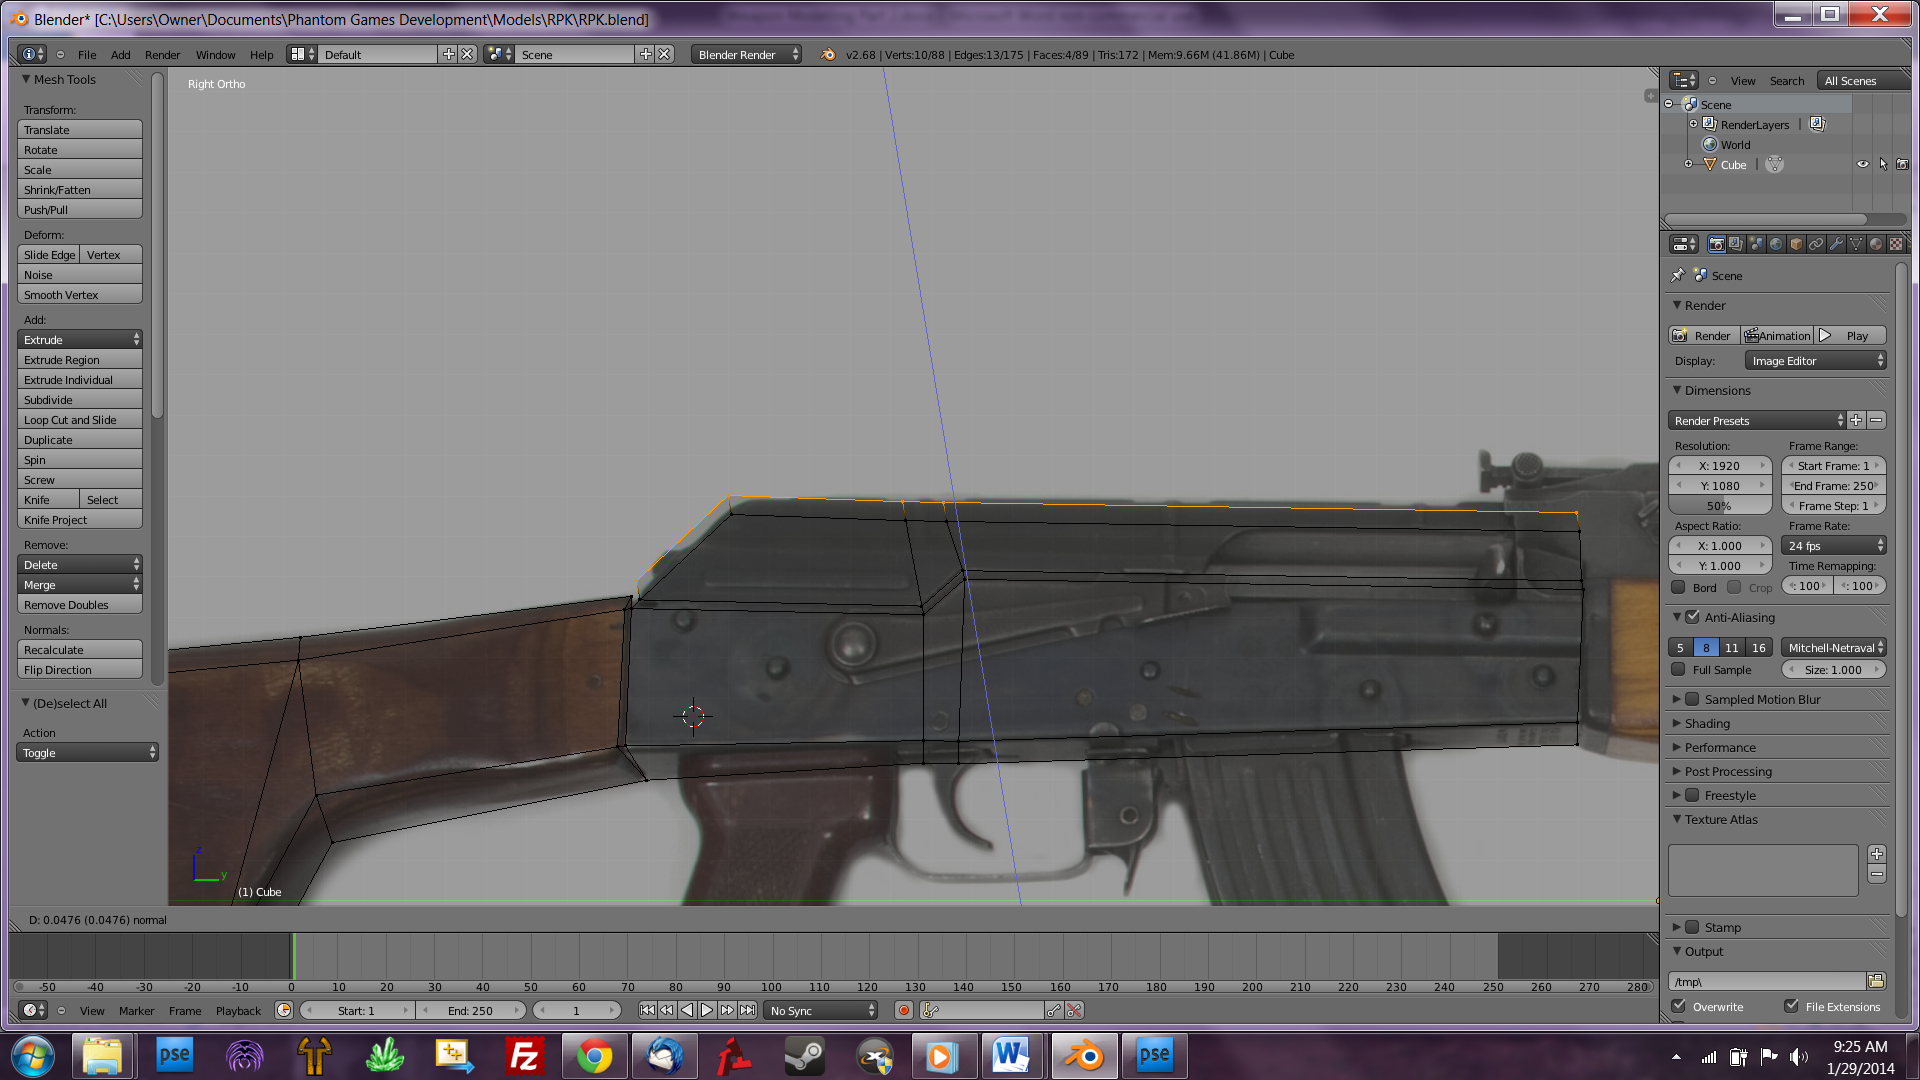 Blender* [C:\Users\Owner\Documents\Phantom Games Development\Models\RPK\RPK.blend]
File Add Render Window Help Default Scene Blender Render v2.68 | Verts:10/88 | Edges:13/175 | Faces:4/89 | Tris:172 | Mem:9.66M (41.86M) | Cube
Mesh Tools
Transform:
Translate
Rotate
Scale
Shrink/Fatten
Push/Pull
Deform:
Slide Edge Vertex
Noise
Smooth Vertex
Add:
Extrude
Extrude Region
Extrude Individual
Subdivide
Loop Cut and Slide
Duplicate
Spin
Screw
Knife Select
Knife Project
Remove:
Delete
Merge
Remove Doubles
Normals:
Recalculate
Flip Direction
(De)select All
Action
Toggle
Right Ortho
z
y
(1) Cube
D: 0.0476 (0.0476) normal
View Search All Scenes
Scene
RenderLayers |
World
Cube |
Scene
Render
Render Animation Play
Display: Image Editor
Dimensions
Render Presets
Resolution: Frame Range:
X: 1920 Start Frame: 1
Y: 1080 End Frame: 250
50% Frame Step: 1
Aspect Ratio: Frame Rate:
X: 1.000 24 fps
Y: 1.000 Time Remapping:
Bord Crop : 100 : 100
Anti-Aliasing
5 8 11 16 Mitchell-Netraval
Full Sample Size: 1.000
Sampled Motion Blur
Shading
Performance
Post Processing
Freestyle
Texture Atlas
Stamp
Output
/tmp\
Overwrite File Extensions
-50 -40 -30 -20 -10 0 10 20 30 40 50 60 70 80 90 100 110 120 130 140 150 160 170 180 190 200 210 220 230 240 250 260 270 280
View Marker Frame Playback Start: 1 End: 250 1 No Sync
pse Fz W pse
9:25 AM
1/29/2014